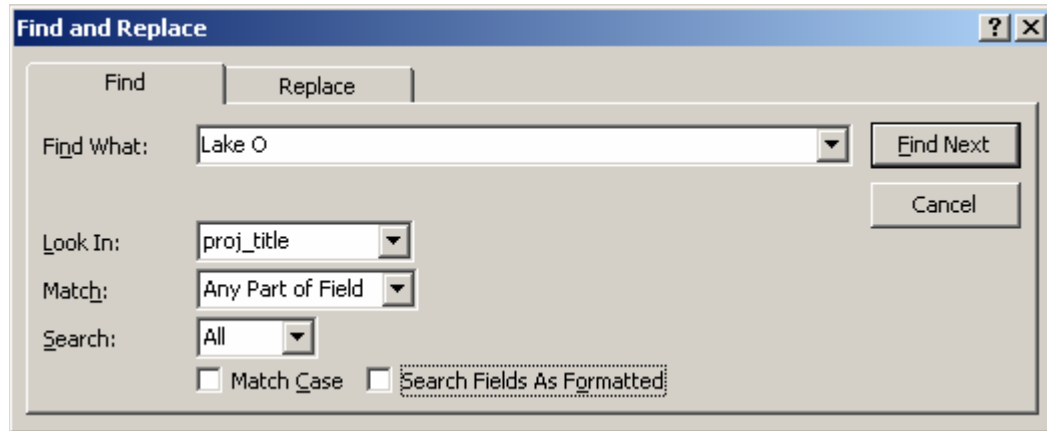 Find and Replace
Find Replace
Find What: Lake O Find Next
Cancel
Look In: proj_title
Match: Any Part of Field
Search: All
Match Case Search Fields As Formatted